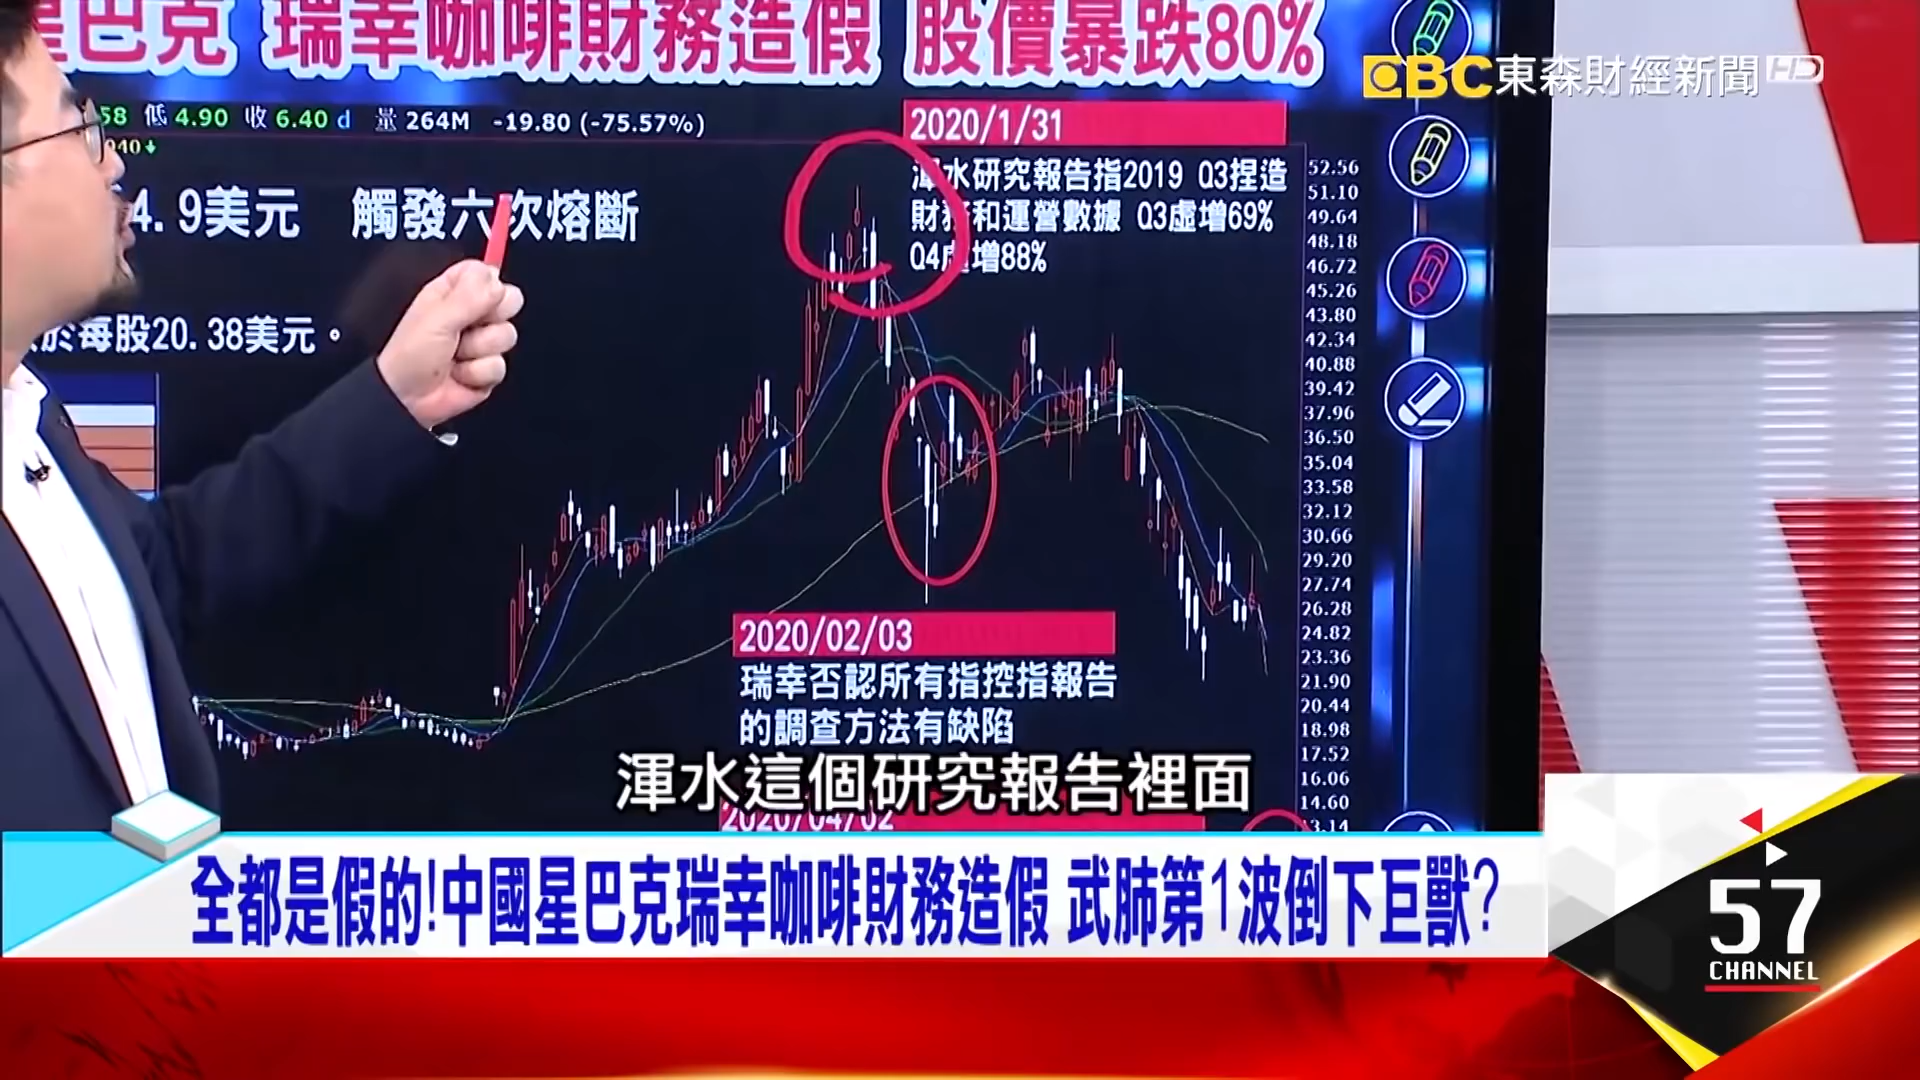 星巴克 瑞幸咖啡財務造假 股價暴跌80%
EBC東森財經新聞HD
58 低 4.90 收 6.40 d 量 264M -19.80 (-75.57%)
040↓
4.9美元 觸發六次熔斷
於每股20.38美元。
2020/1/31
渾水研究報告指2019 Q3捏造
財務和運營數據 Q3虛增69%
Q4虛增88%
52.56
51.10
49.64
48.18
46.72
45.26
43.80
42.34
40.88
39.42
37.96
36.50
35.04
33.58
32.12
30.66
29.20
27.74
26.28
24.82
23.36
21.90
20.44
18.98
17.52
16.06
14.60
13.14
2020/02/03
瑞幸否認所有指控指報告
的調查方法有缺陷
2020/04/02
渾水這個研究報告裡面
全都是假的!中國星巴克瑞幸咖啡財務造假 武肺第1波倒下巨獸?
57
CHANNEL